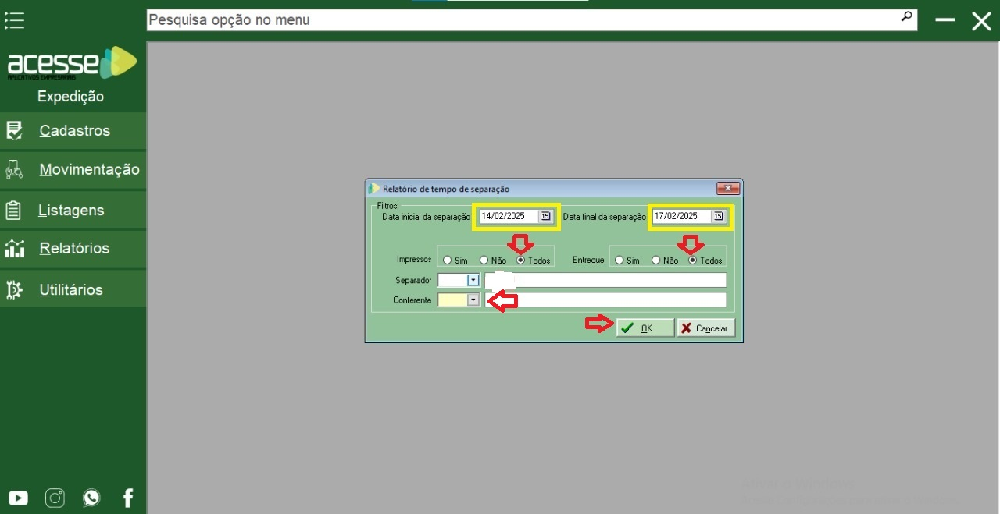 Pesquisa opção no menu
acesse
APLICATIVOS EMPRESARIAIS
Expedição
Cadastros
Movimentação
Listagens
Relatórios
Utilitários
Relatório de tempo de separação
Filtros:
Data inicial da separação 14/02/2025 15 Data final da separação 17/02/2025 15
Impressos Sim Não Todos Entregue Sim Não Todos
Separador
Conferente
OK Cancelar